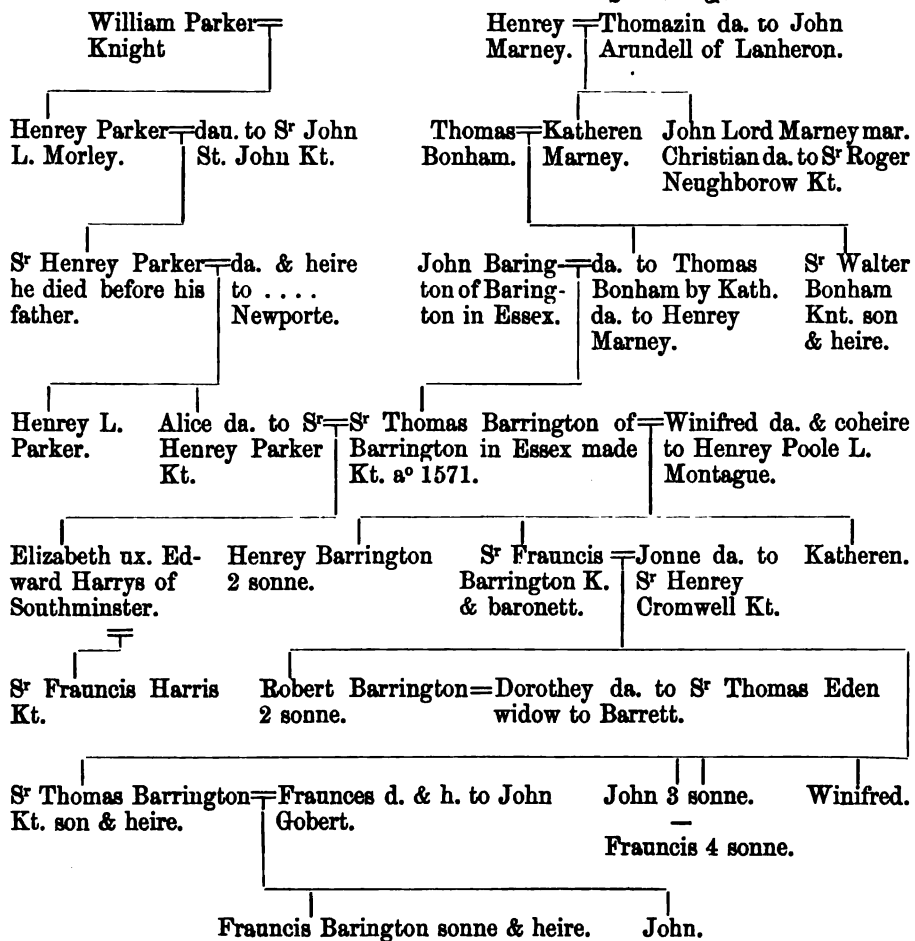 William Parker=
Knight
Henrey =Thomazin da. to John
Marney. Arundell of Lanheron.
Henrey Parker=dau. to Sr John
L. Morley. St. John Kt.
Thomas=Katheren
Bonham. Marney.
John Lord Marney mar.
Christian da. to Sr Roger
Neughborow Kt.
Sr Henrey Parker=da. & heire
he died before his to ....
father. Newporte.
John Baring-=da. to Thomas
ton of Baring- Bonham by Kath.
ton in Essex. da. to Henrey
Marney.
Sr Walter
Bonham
Knt. son
& heire.
Henrey L.
Parker.
Alice da. to Sr=Sr Thomas Barrington of=Winifred da. & coheire
Henrey Parker Barrington in Essex made to Henrey Poole L.
Kt. Kt. ao 1571. Montague.
Elizabeth ux. Ed-
ward Harrys of
Southminster.
=
Henrey Barrington
2 sonne.
Sr Frauncis =Jonne da. to
Barrington K. Sr Henrey
& baronett. Cromwell Kt.
Katheren.
Sr Frauncis Harris
Kt.
Robert Barrington=Dorothey da. to Sr Thomas Eden
2 sonne. widow to Barrett.
Sr Thomas Barrington=Fraunces d. & h. to John
Kt. son & heire. Gobert.
John 3 sonne.
—
Frauncis 4 sonne.
Winifred.
Frauncis Barington sonne & heire. John.